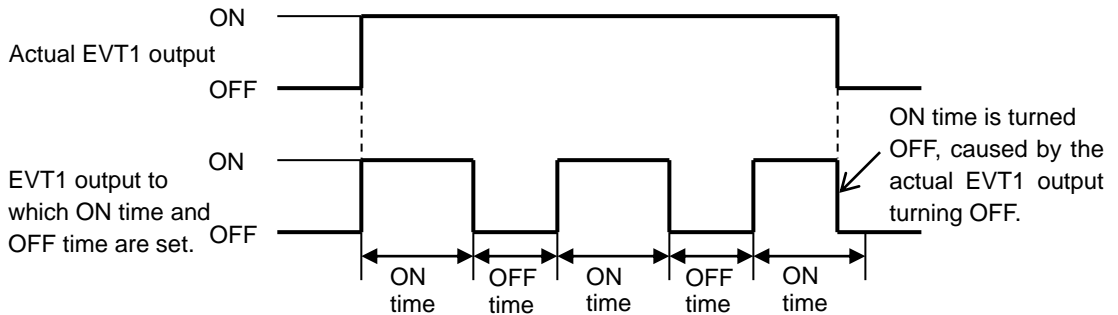 ON
Actual EVT1 output
OFF
ON time is turned
OFF, caused by the
actual EVT1 output
turning OFF.
ON
EVT1 output to
which ON time and
OFF time are set.
OFF
ON
time
OFF
time
ON
time
OFF
time
ON
time